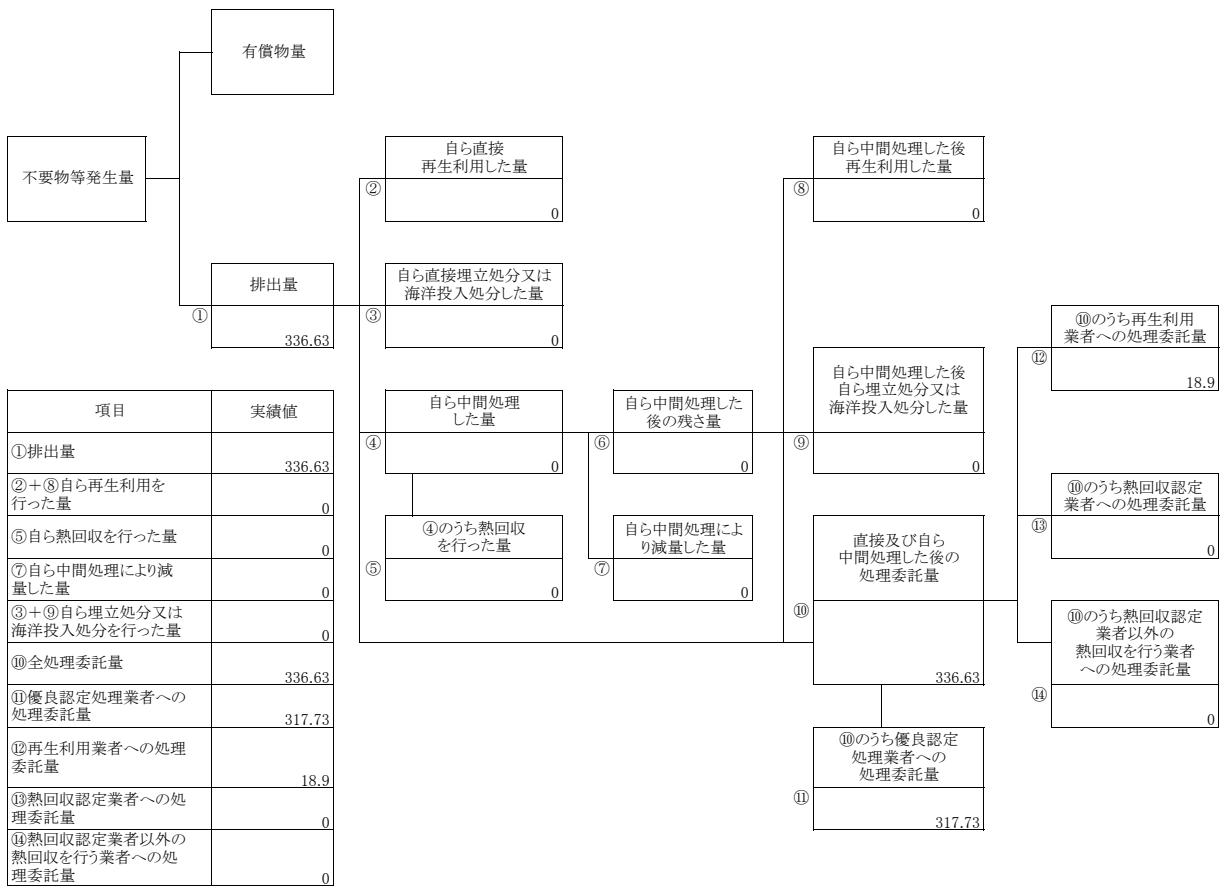 有償物量
不要物等発生量
自ら直接
再生利用した量
②
0
自ら中間処理した後
再生利用した量
⑧
0
排出量
①
336.63
自ら直接埋立処分又は
海洋投入処分した量
③
0
⑩のうち再生利用
業者への処理委託量
⑫
18.9
自ら中間処理
した量
④
0
自ら中間処理した
後の残さ量
⑥
0
自ら中間処理した後
自ら埋立処分又は
海洋投入処分した量
⑨
0
⑩のうち熱回収認定
業者への処理委託量
⑬
0
④のうち熱回収
を行った量
⑤
0
自ら中間処理によ
り減量した量
⑦
0
直接及び自ら
中間処理した後の
処理委託量
⑩
336.63
⑩のうち熱回収認定
業者以外の
熱回収を行う業者
への処理委託量
⑭
0
⑩のうち優良認定
処理業者への
処理委託量
⑪
317.73
項目 実績値
①排出量
336.63
②+⑧自ら再生利用を
行った量
0
⑤自ら熱回収を行った量
0
⑦自ら中間処理により減
量した量
0
③+⑨自ら埋立処分又は
海洋投入処分を行った量
0
⑩全処理委託量
336.63
⑪優良認定処理業者への
処理委託量
317.73
⑫再生利用業者への処理
委託量
18.9
⑬熱回収認定業者への処
理委託量
0
⑭熱回収認定業者以外の
熱回収を行う業者への処
理委託量
0